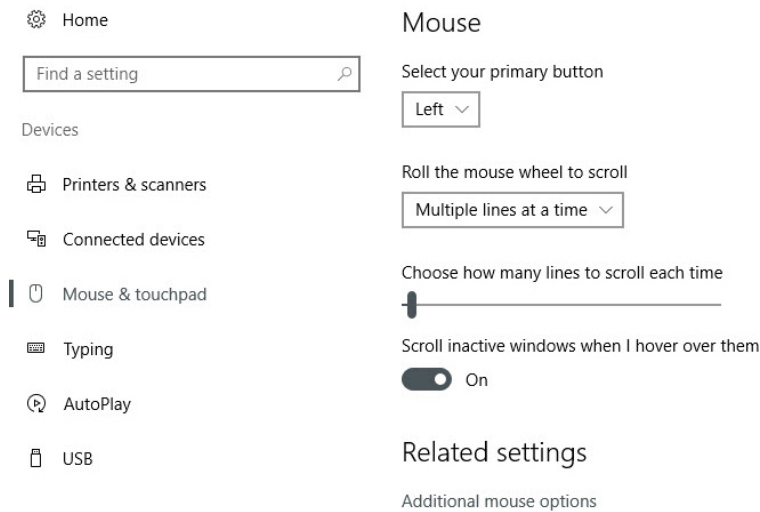 Home
Find a setting
Devices
Printers & scanners
Connected devices
Mouse & touchpad
Typing
AutoPlay
USB
Mouse
Select your primary button
Left
Roll the mouse wheel to scroll
Multiple lines at a time
Choose how many lines to scroll each time
Scroll inactive windows when I hover over them
On
Related settings
Additional mouse options